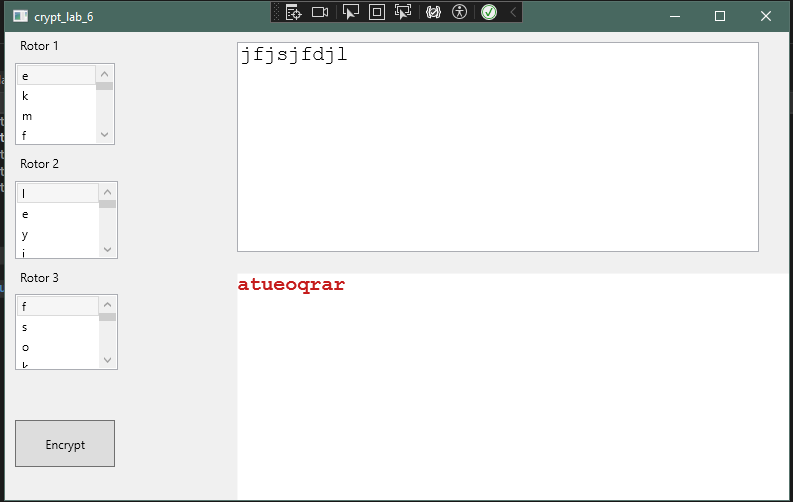 crypt_lab_6
Rotor 1
e
k
m
f
Rotor 2
l
e
y
Rotor 3
f
s
o
Encrypt
jfjsjfdjl
atueoqrar